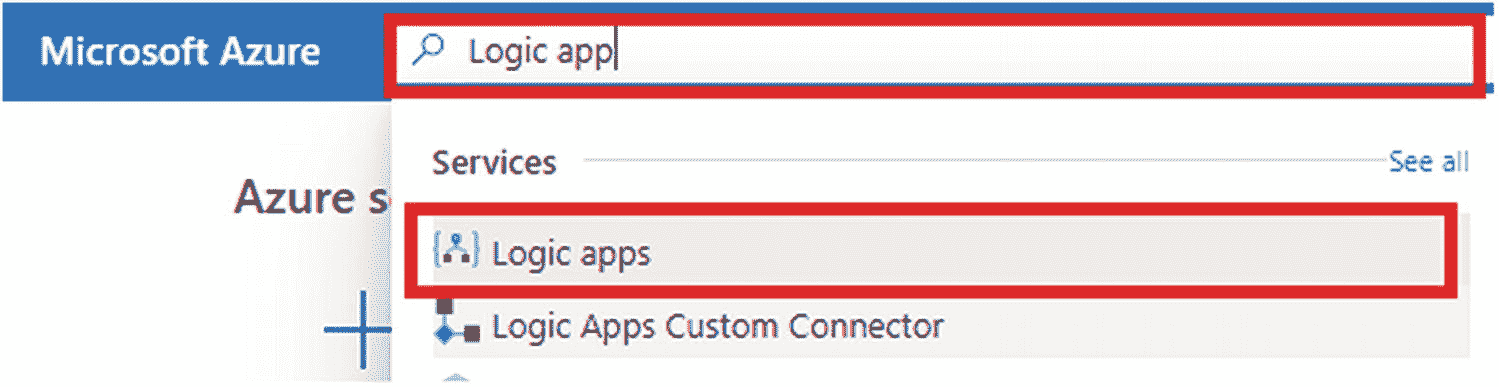 Microsoft Azure
Logic app
Services
See all
Azure s
Logic apps
Logic Apps Custom Connector